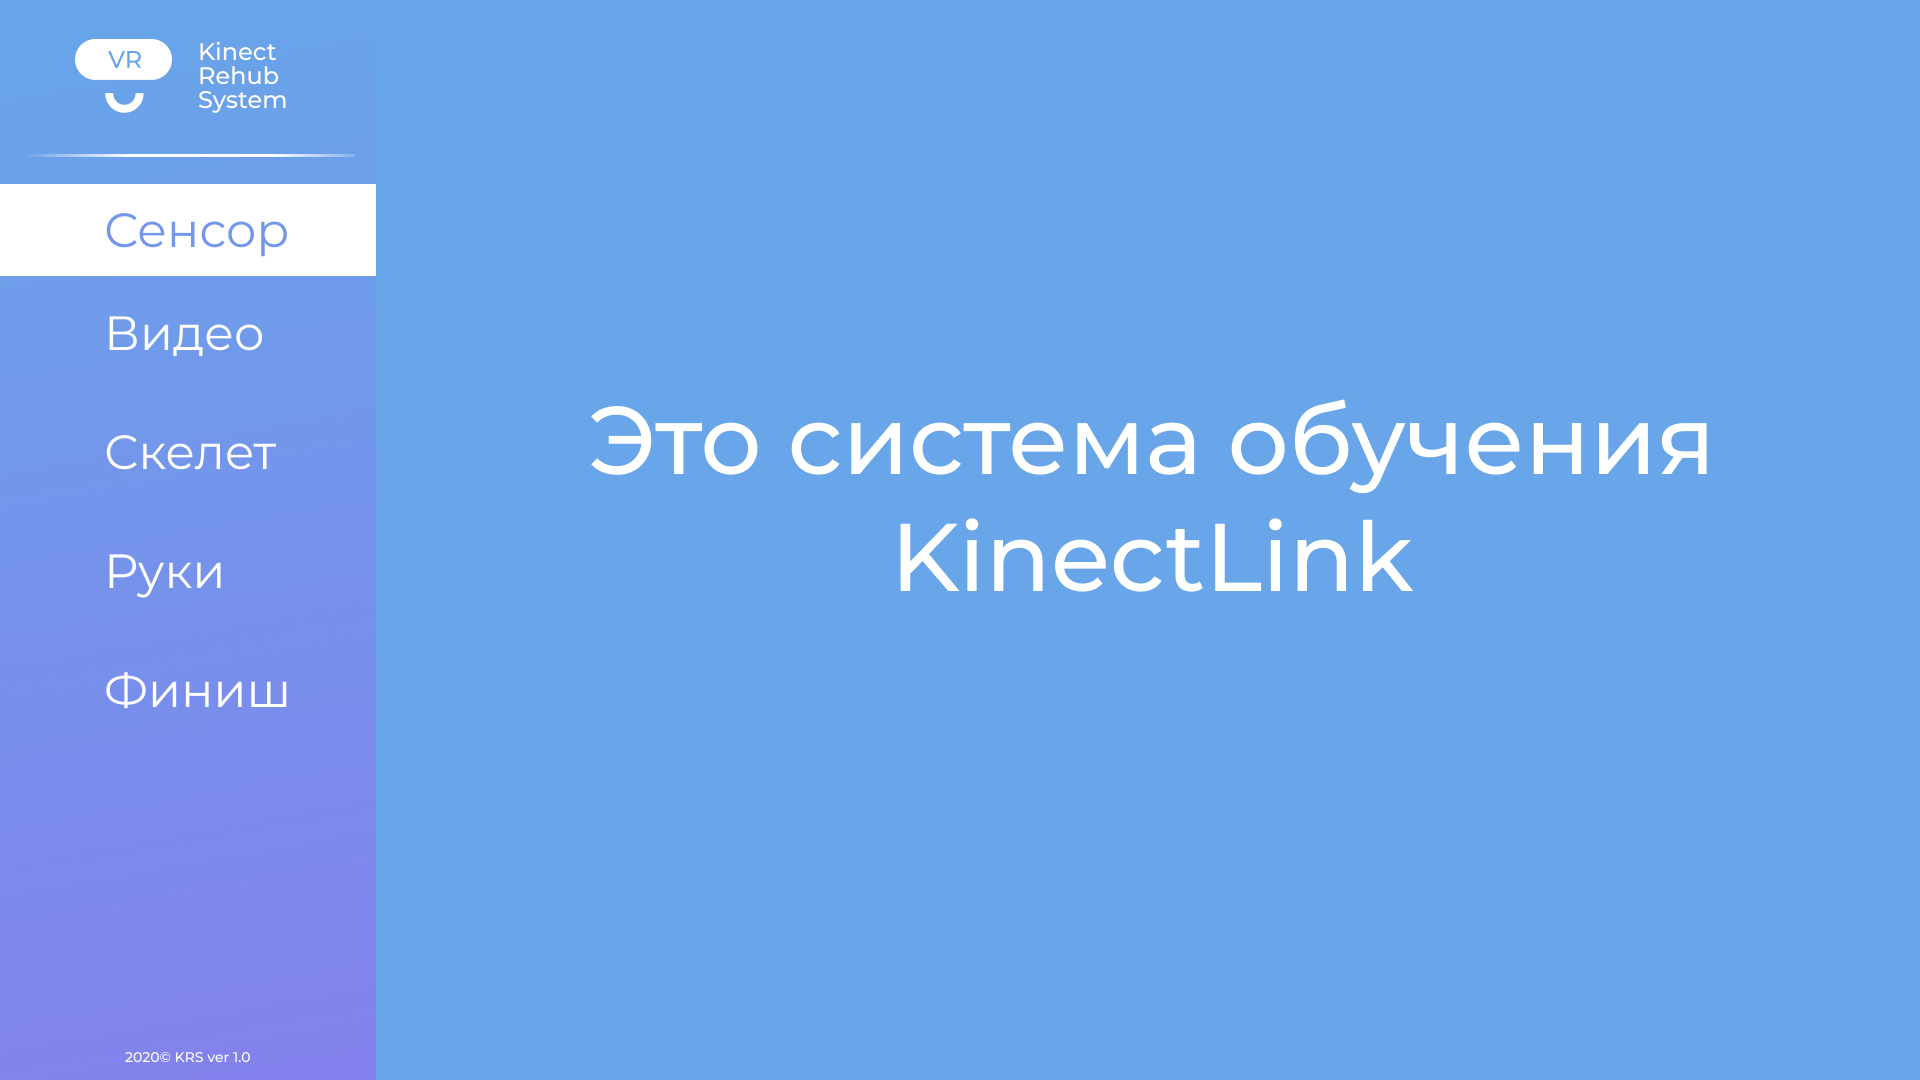 VR
Kinect
Rehub
System
Сенсор
Видео
Скелет
Руки
Финиш
2020© KRS ver 1.0
Это система обучения
KinectLink